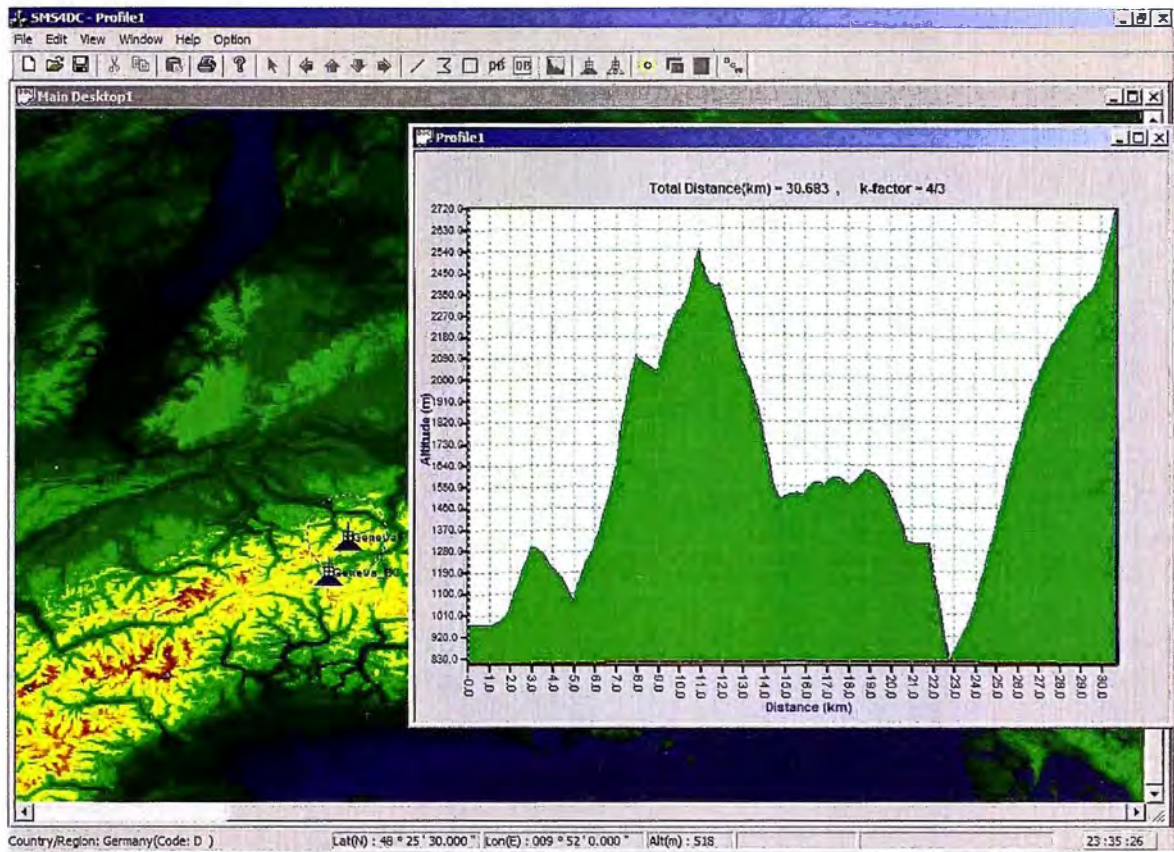 SMS4DC - Profile1
File Edit View Window Help Option
Main Desktop1
Profile1
Total Distance(km) = 30.683 , k-factor = 4/3
Altitude (m)
2720.0
2630.0
2540.0
2450.0
2350.0
2270.0
2180.0
2090.0
2000.0
1910.0
1820.0
1730.0
1640.0
1550.0
1460.0
1370.0
1280.0
1190.0
1100.0
1010.0
920.0
830.0
0.0 1.0 2.0 3.0 4.0 5.0 6.0 7.0 8.0 9.0 10.0 11.0 12.0 13.0 14.0 15.0 16.0 17.0 18.0 19.0 20.0 21.0 22.0 23.0 24.0 25.0 26.0 27.0 28.0 29.0 30.0
Distance (km)
GeneVa
Country/Region: Germany(Code: D ) Lat(N) : 48 ° 25 ' 30.000 " Lon(E) : 009 ° 52 ' 0.000 " Alt(m) : 518 23:35:26